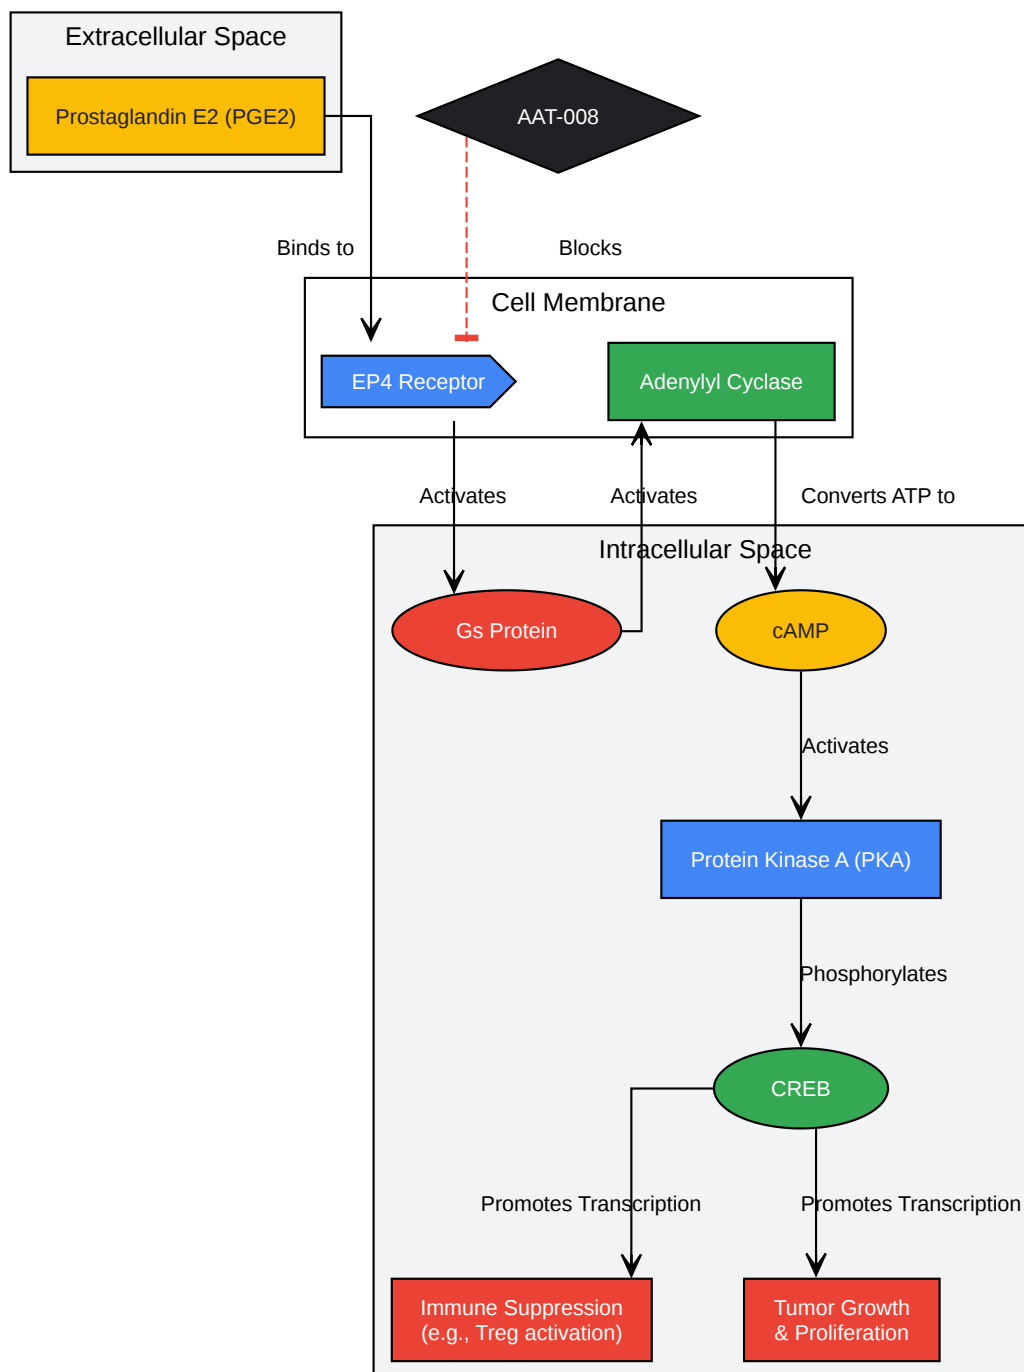 Extracellular Space
Prostaglandin E2 (PGE2)
AAT-008
Binds to
Blocks
Cell Membrane
EP4 Receptor
Adenylyl Cyclase
Activates
Activates
Converts ATP to
Intracellular Space
Gs Protein
cAMP
Activates
Protein Kinase A (PKA)
Phosphorylates
CREB
Promotes Transcription
Promotes Transcription
Immune Suppression
(e.g., Treg activation)
Tumor Growth
& Proliferation